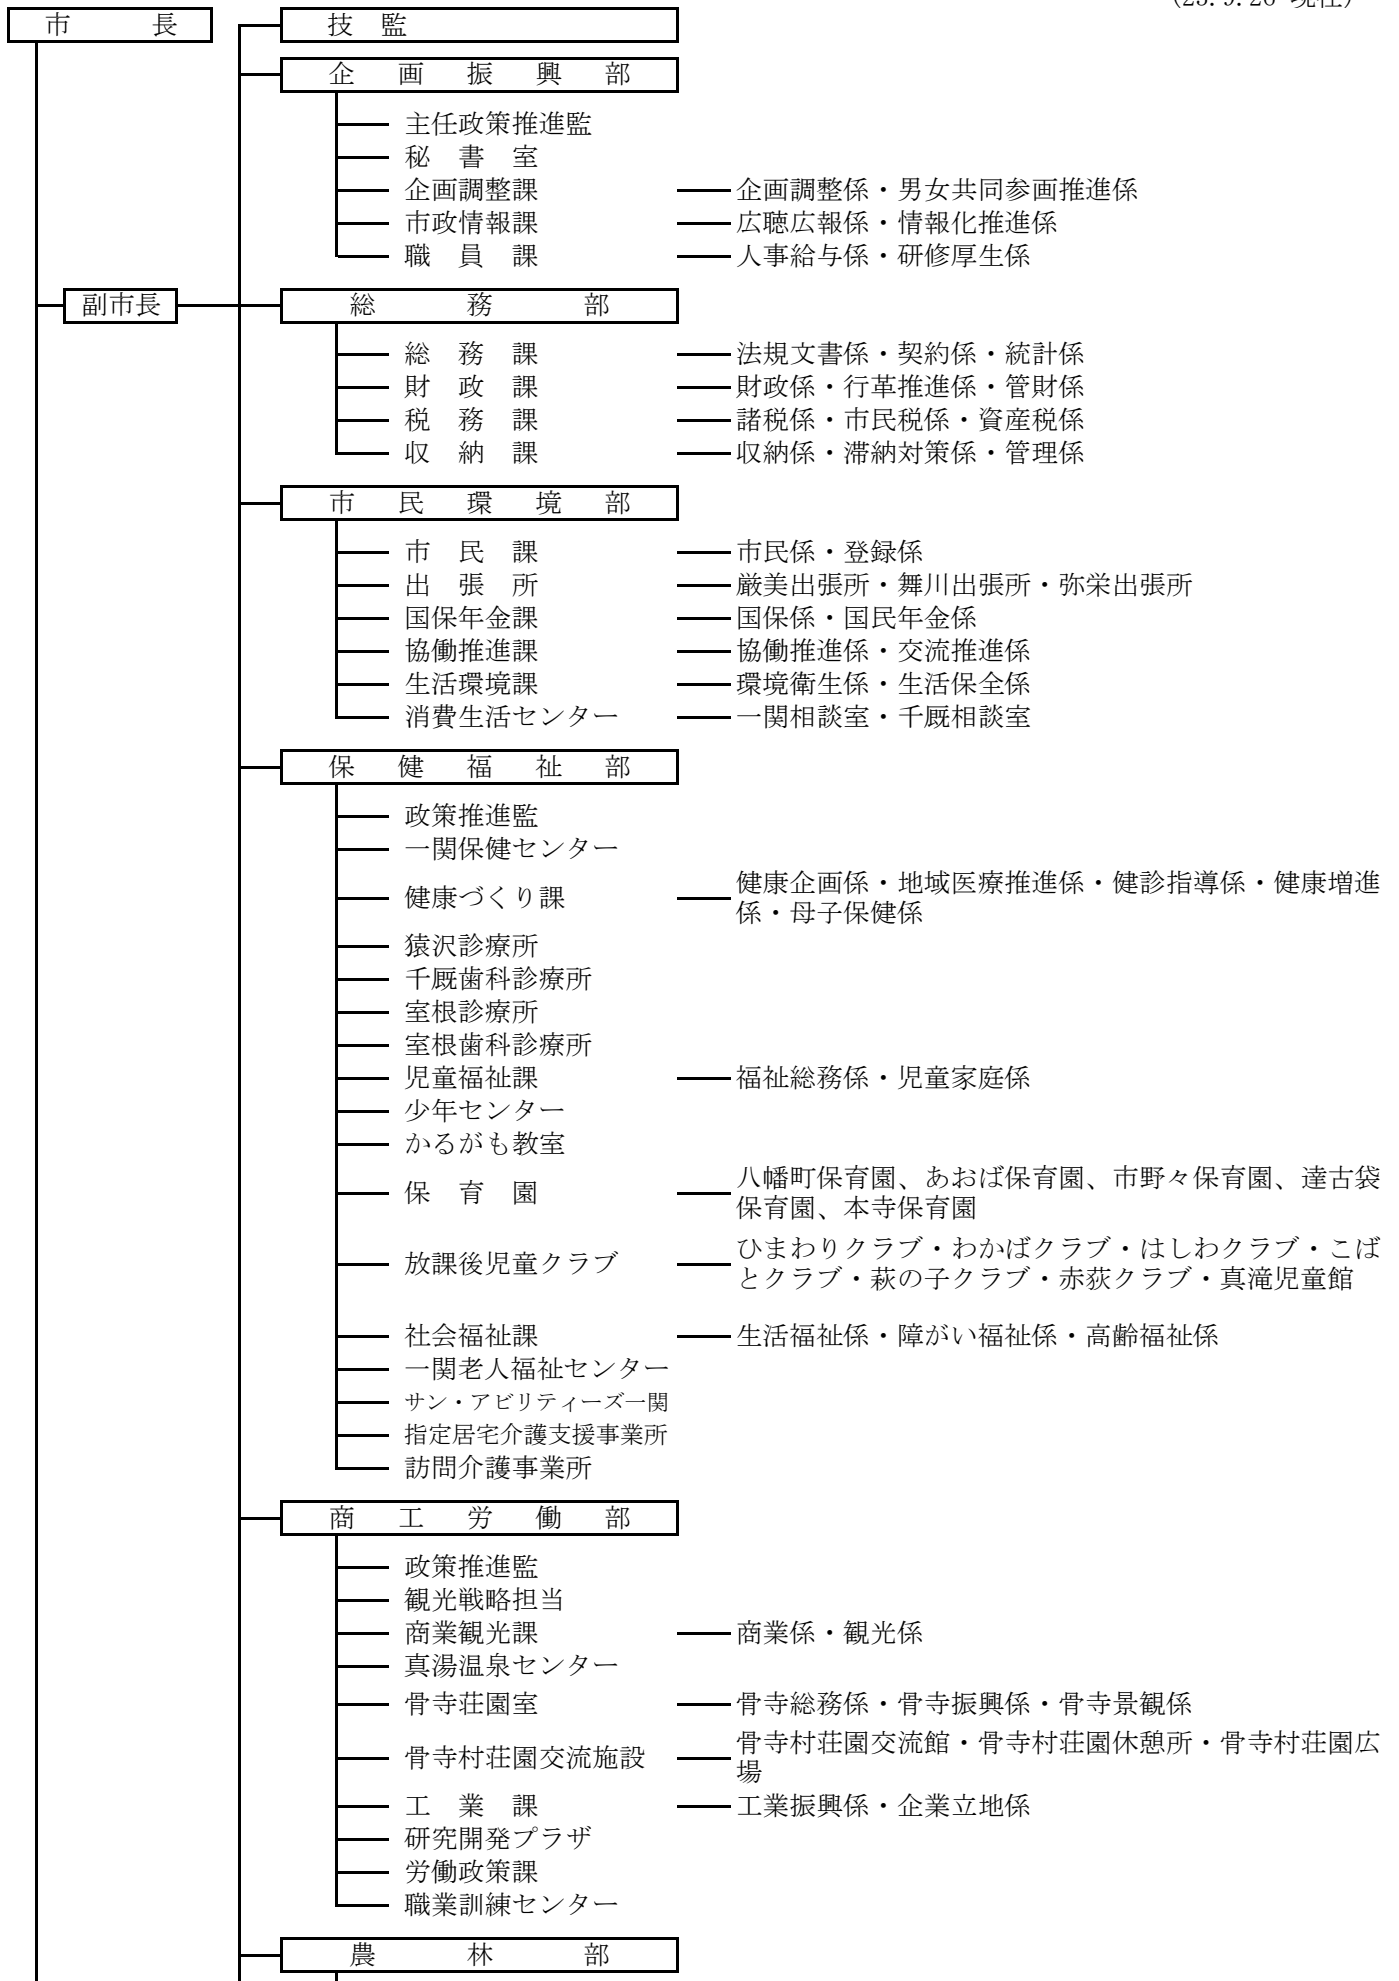 (23.9.26 現在)
市長 技監
企画振興部
主任政策推進監
秘書室
企画調整課 企画調整係・男女共同参画推進係
市政情報課 広聴広報係・情報化推進係
職員課 人事給与係・研修厚生係
副市長 総務部
総務課 法規文書係・契約係・統計係
財政課 財政係・行革推進係・管財係
税務課 諸税係・市民税係・資産税係
収納課 収納係・滞納対策係・管理係
市民環境部
市民課 市民係・登録係
出張所 厳美出張所・舞川出張所・弥栄出張所
国保年金課 国保係・国民年金係
協働推進課 協働推進係・交流推進係
生活環境課 環境衛生係・生活保全係
消費生活センター 一関相談室・千厩相談室
保健福祉部
政策推進監
一関保健センター
健康づくり課 健康企画係・地域医療推進係・健診指導係・健康増進
係・母子保健係
猿沢診療所
千厩歯科診療所
室根診療所
室根歯科診療所
児童福祉課 福祉総務係・児童家庭係
少年センター
かるがも教室
保育園 八幡町保育園、あおば保育園、市野々保育園、達古袋
保育園、本寺保育園
放課後児童クラブ ひまわりクラブ・わかばクラブ・はしわクラブ・こば
とクラブ・萩の子クラブ・赤荻クラブ・真滝児童館
社会福祉課 生活福祉係・障がい福祉係・高齢福祉係
一関老人福祉センター
サン・アビリティーズ一関
指定居宅介護支援事業所
訪問介護事業所
商工労働部
政策推進監
観光戦略担当
商業観光課 商業係・観光係
真湯温泉センター
骨寺荘園室 骨寺総務係・骨寺振興係・骨寺景観係
骨寺村荘園交流施設 骨寺村荘園交流館・骨寺村荘園休憩所・骨寺村荘園広
場
工業課 工業振興係・企業立地係
研究開発プラザ
労働政策課
職業訓練センター
農林部